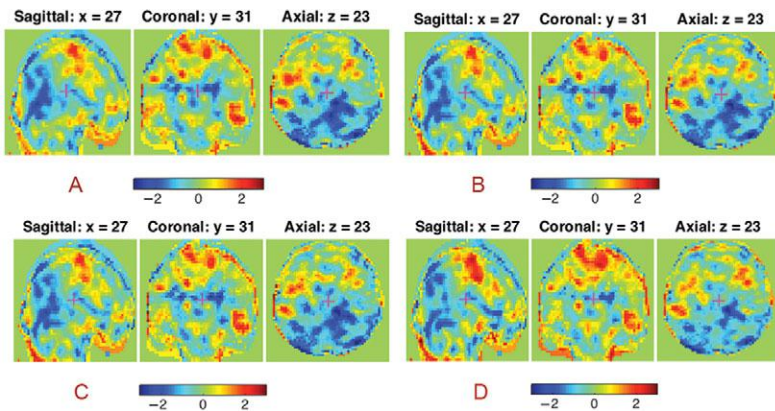 Sagittal: x = 27 Coronal: y = 31 Axial: z = 23
A
−2 0 2
Sagittal: x = 27 Coronal: y = 31 Axial: z = 23
B
−2 0 2
Sagittal: x = 27 Coronal: y = 31 Axial: z = 23
C
−2 0 2
Sagittal: x = 27 Coronal: y = 31 Axial: z = 23
D
−2 0 2